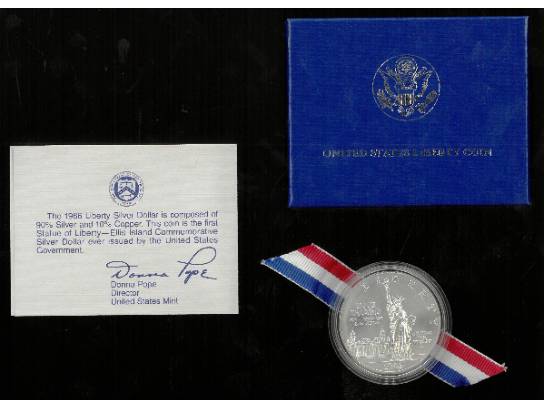 UNITED STATES LIBERTY COIN
The 1986 Liberty Silver Dollar is composed of
90% Silver and 10% Copper. This coin is the first
Statue of Liberty—Ellis Island Commemorative
Silver Dollar ever issued by the United States
Government.
Donna Pope
Donna Pope
Director
United States Mint
LIBERTY